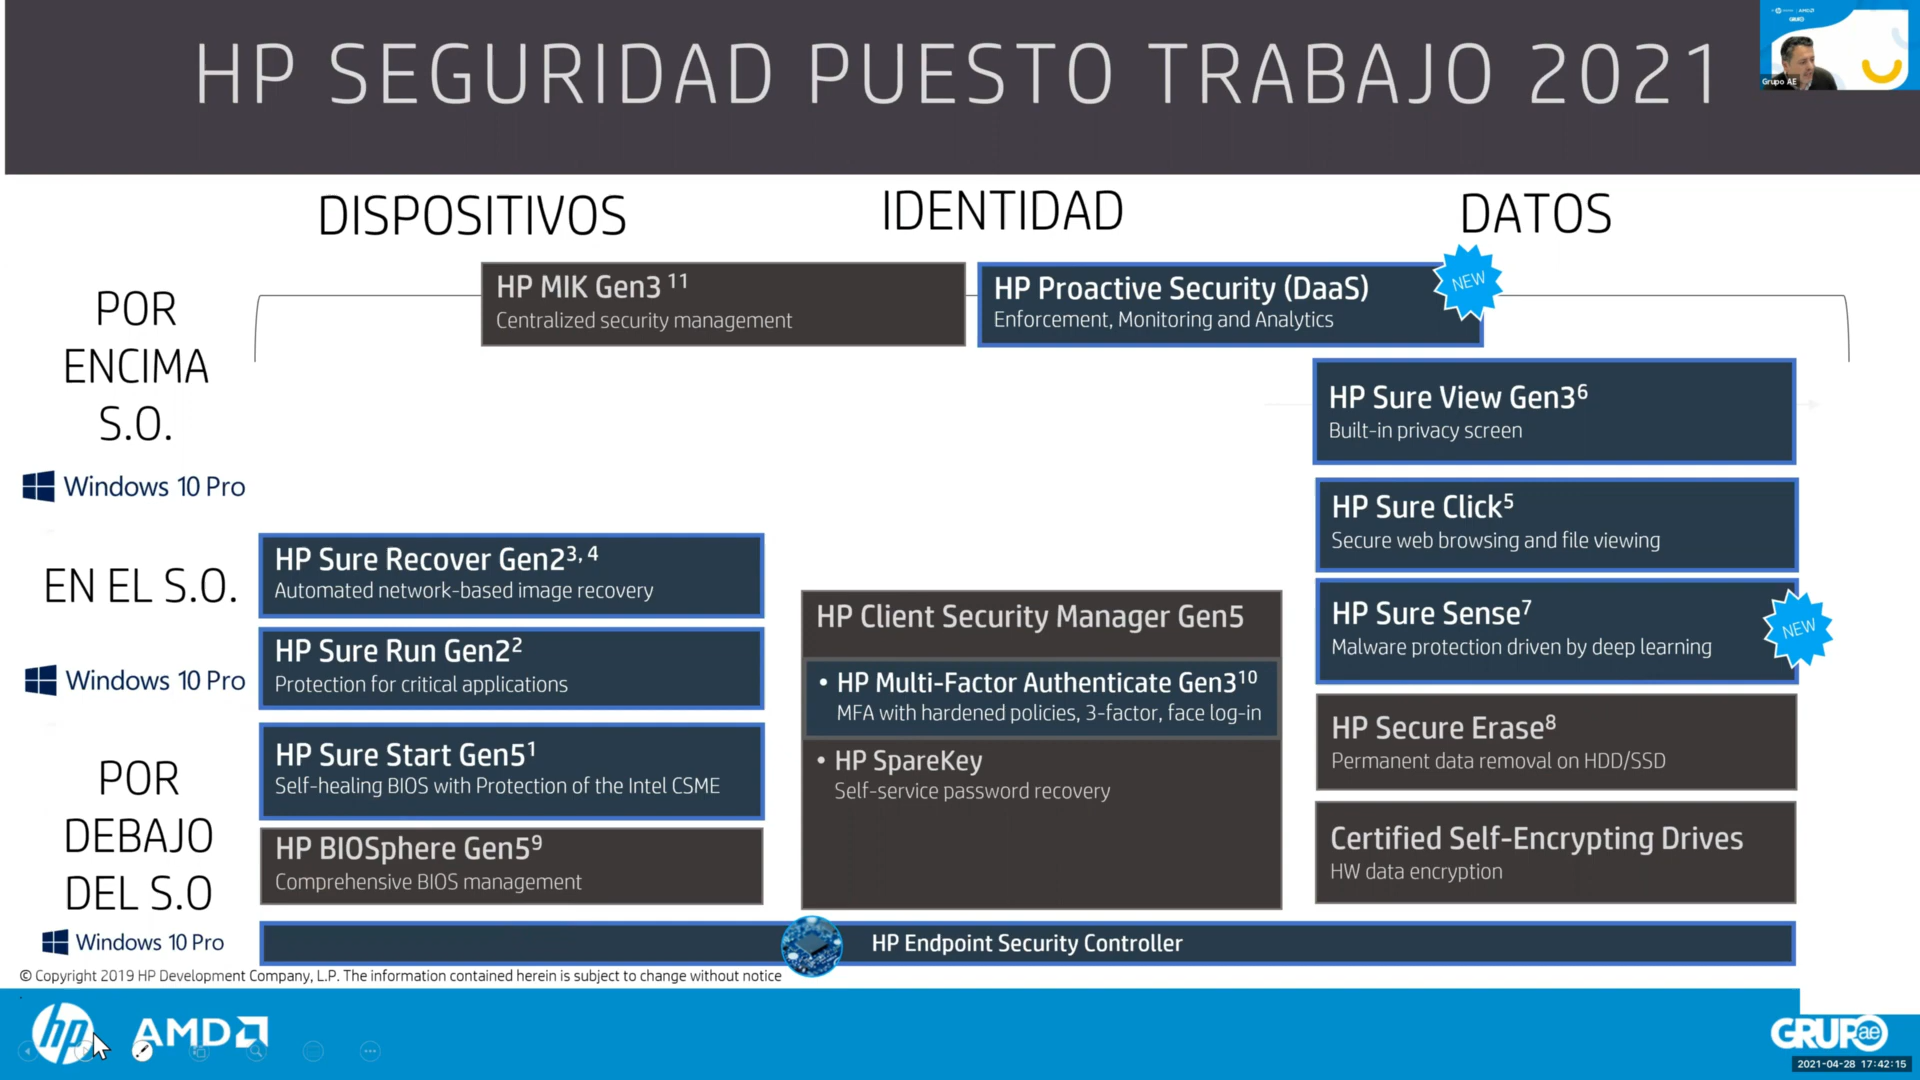 HP SEGURIDAD PUESTO TRABAJO 2021
Grupo AE
DISPOSITIVOS
IDENTIDAD
DATOS
POR
ENCIMA
S.O.
Windows 10 Pro
HP MIK Gen3 11
Centralized security management
HP Proactive Security (DaaS)
Enforcement, Monitoring and Analytics
NEW
HP Sure View Gen36
Built-in privacy screen
HP Sure Click5
Secure web browsing and file viewing
EN EL S.O.
Windows 10 Pro
HP Sure Recover Gen23, 4
Automated network-based image recovery
HP Sure Run Gen22
Protection for critical applications
HP Client Security Manager Gen5
• HP Multi-Factor Authenticate Gen310
MFA with hardened policies, 3-factor, face log-in
• HP SpareKey
Self-service password recovery
HP Sure Sense7
Malware protection driven by deep learning
NEW
POR
DEBAJO
DEL S.O
Windows 10 Pro
HP Sure Start Gen51
Self-healing BIOS with Protection of the Intel CSME
HP BIOSphere Gen59
Comprehensive BIOS management
HP Secure Erase8
Permanent data removal on HDD/SSD
Certified Self-Encrypting Drives
HW data encryption
HP Endpoint Security Controller
© Copyright 2019 HP Development Company, L.P. The information contained herein is subject to change without notice
hp
AMD
GRUPO ae
2021-04-28 17:42:15